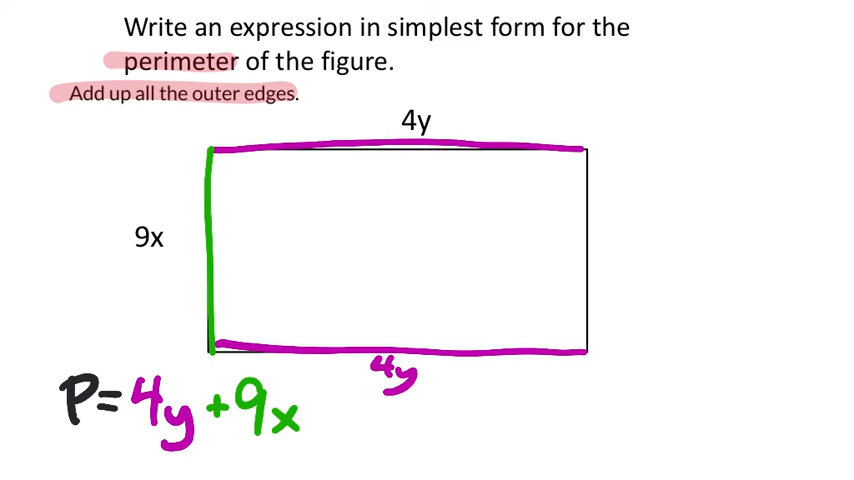 Write an expression in simplest form for the
perimeter of the figure.
Add up all the outer edges.
4y
9x
4y
P=4y+9x